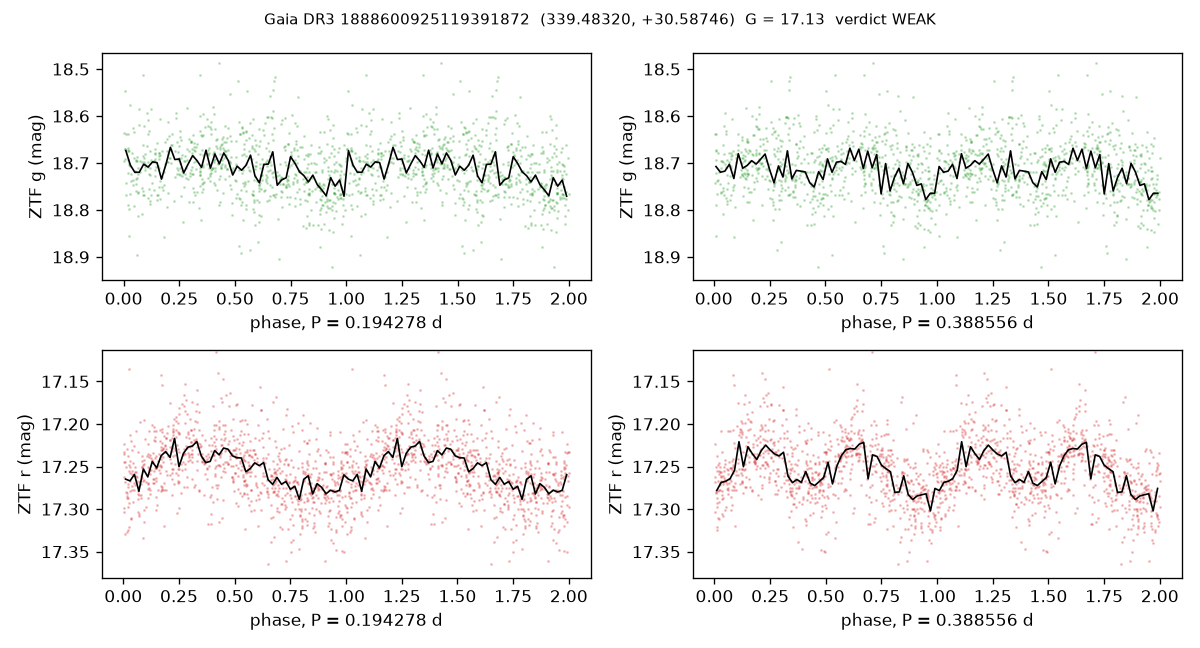 Gaia DR3 1888600925119391872 (339.48320, +30.58746) G = 17.13 verdict WEAK
18.5
18.6
18.7
18.8
18.9
ZTF g (mag)
0.00 0.25 0.50 0.75 1.00 1.25 1.50 1.75 2.00
phase, P = 0.194278 d
18.5
18.6
18.7
18.8
18.9
ZTF g (mag)
0.00 0.25 0.50 0.75 1.00 1.25 1.50 1.75 2.00
phase, P = 0.388556 d
17.15
17.20
17.25
17.30
17.35
ZTF r (mag)
0.00 0.25 0.50 0.75 1.00 1.25 1.50 1.75 2.00
phase, P = 0.194278 d
17.15
17.20
17.25
17.30
17.35
ZTF r (mag)
0.00 0.25 0.50 0.75 1.00 1.25 1.50 1.75 2.00
phase, P = 0.388556 d